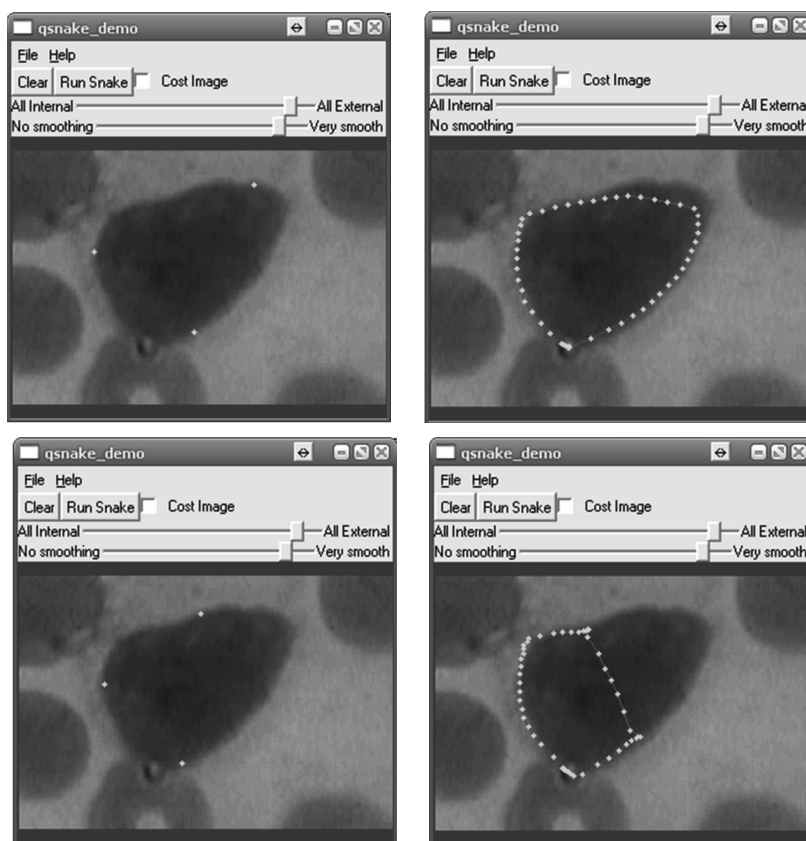 qsnake_demo
File Help
Clear Run Snake Cost Image
All Internal All External
No smoothing Very smooth
qsnake_demo
File Help
Clear Run Snake Cost Image
All Internal All Externa
No smoothing Very smooth
qsnake_demo
File Help
Clear Run Snake Cost Image
All Internal All External
No smoothing Very smooth
qsnake_demo
File Help
Clear Run Snake Cost Image
All Internal All Externa
No smoothing Very smooth